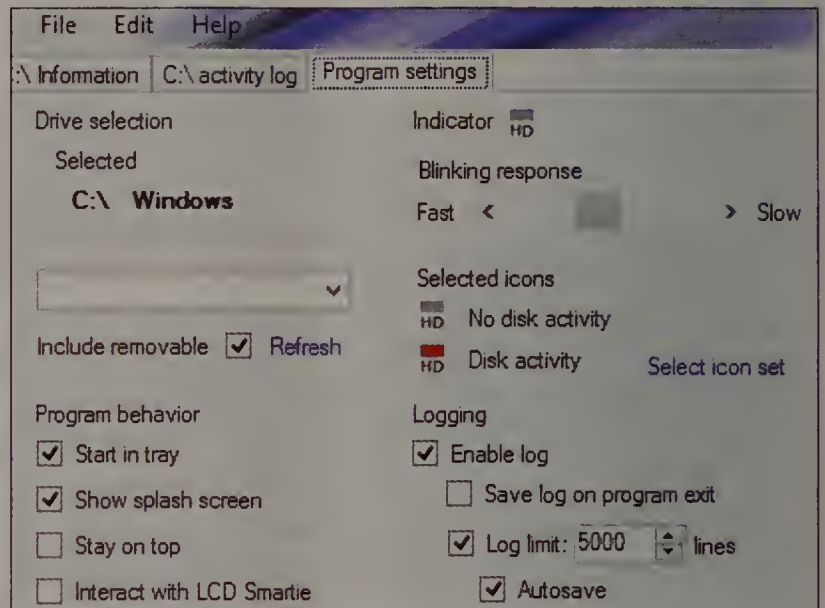 File Edit Help
:\ Information C:\ activity log Program settings
Drive selection
Selected
C:\ Windows
Include removable Refresh
Program behavior
Start in tray
Show splash screen
Stay on top
Interact with LCD Smartie
Indicator HD
Blinking response
Fast < > Slow
Selected icons
HD No disk activity
HD Disk activity
Select icon set
Logging
Enable log
Save log on program exit
Log limit: 5000 lines
Autosave